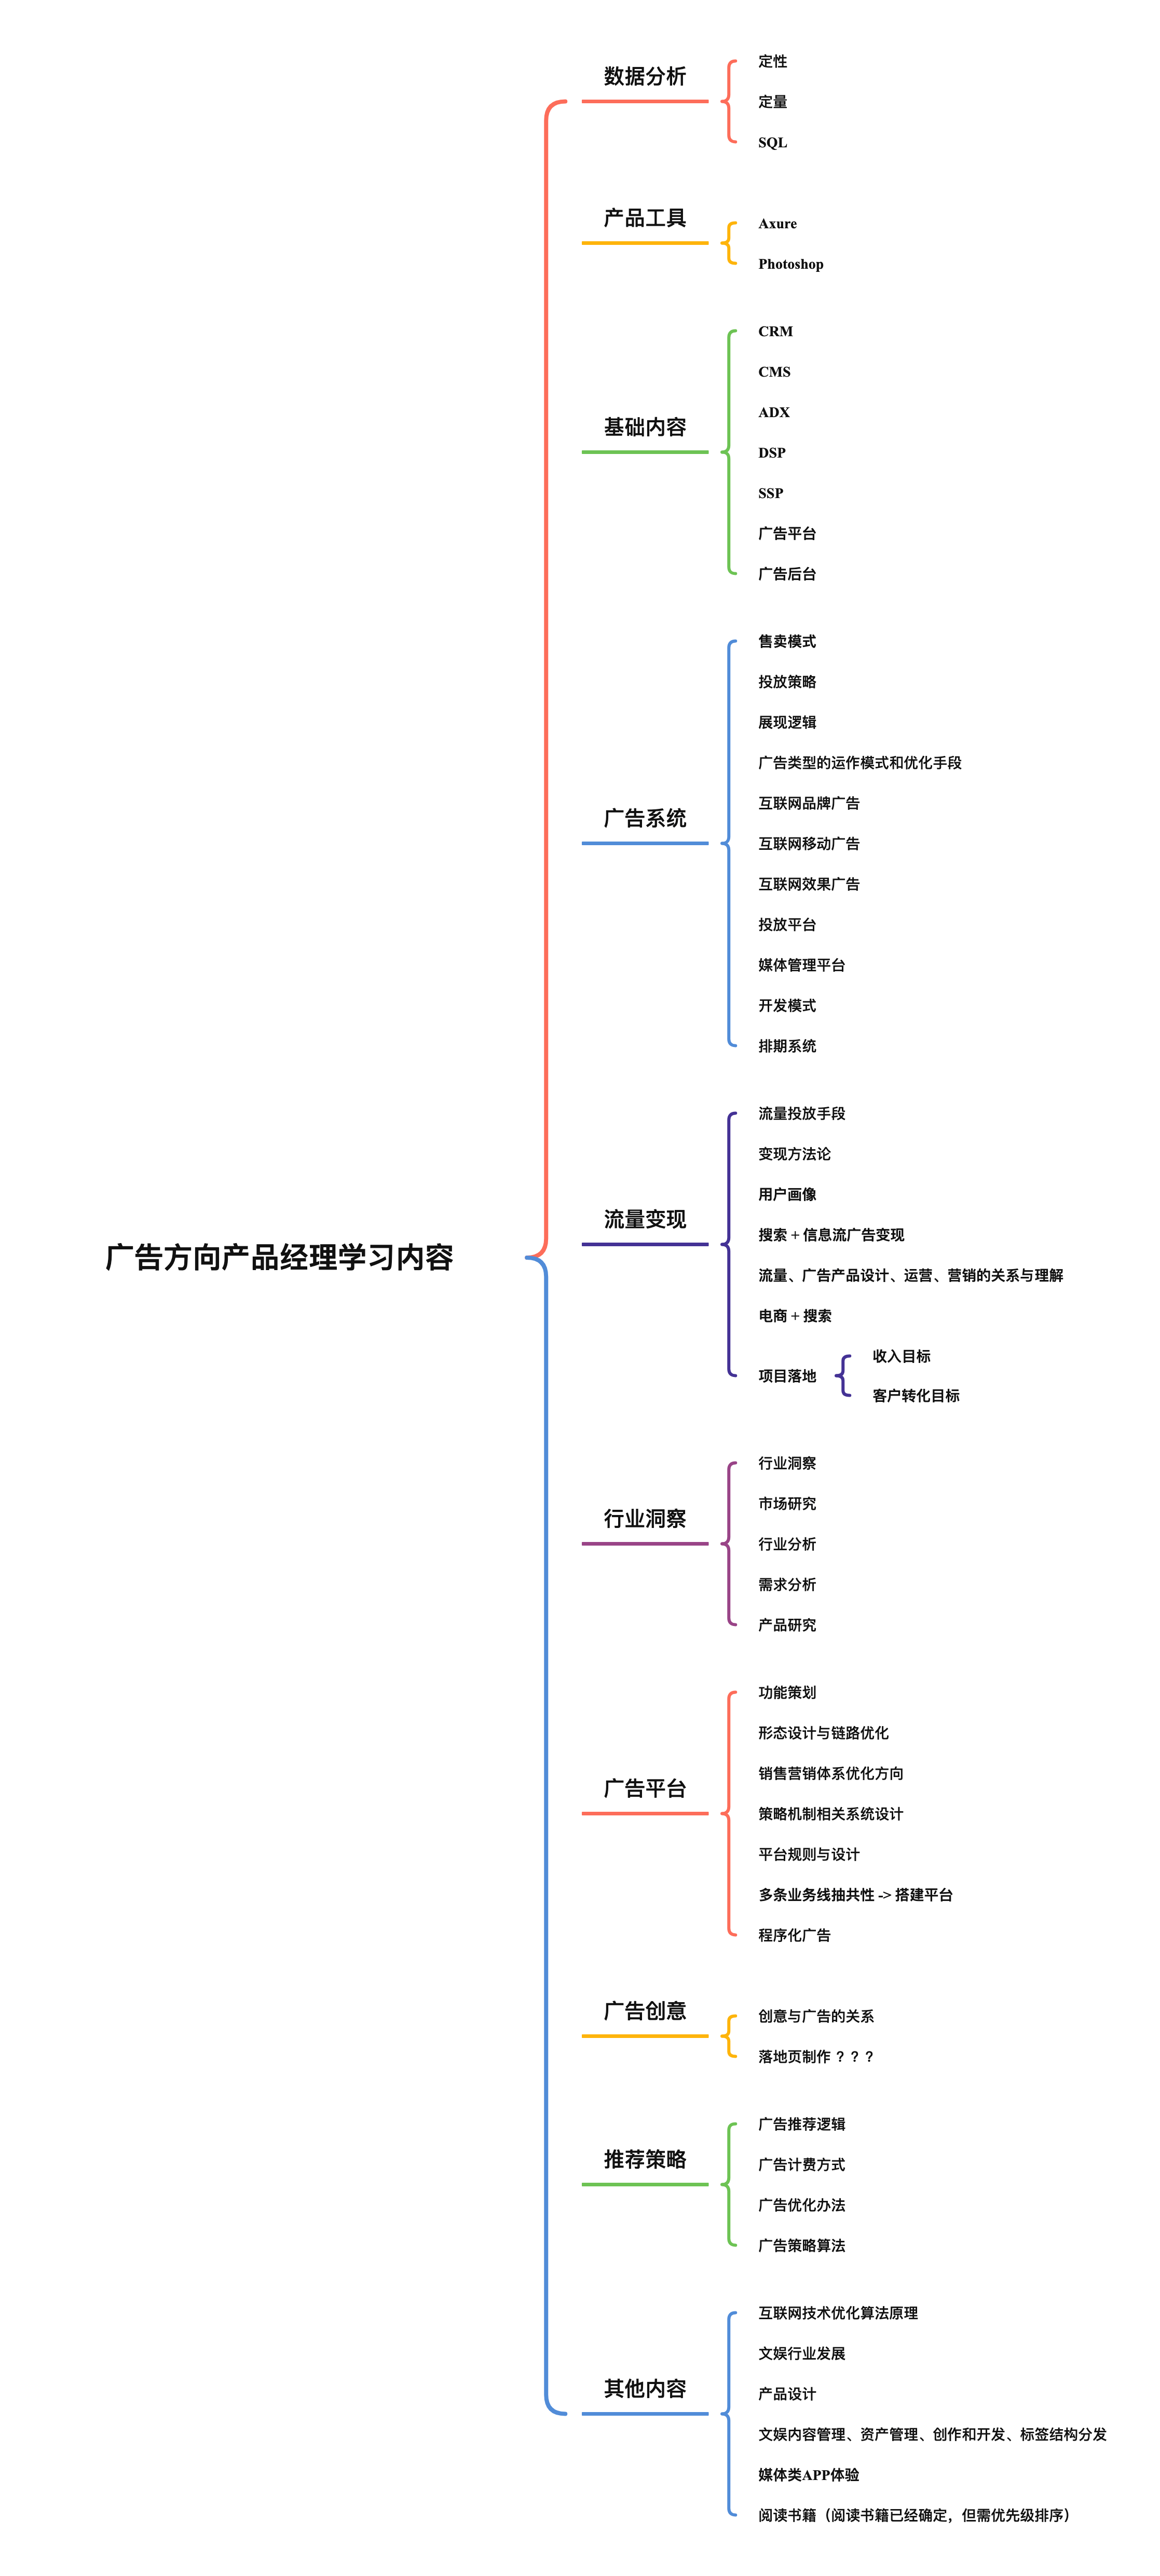 数据分析
定性
定量
SQL
产品工具
Axure
Photoshop
基础内容
CRM
CMS
ADX
DSP
SSP
广告平台
广告后台
广告系统
售卖模式
投放策略
展现逻辑
广告类型的运作模式和优化手段
互联网品牌广告
互联网移动广告
互联网效果广告
投放平台
媒体管理平台
开发模式
排期系统
广告方向产品经理学习内容
流量变现
流量投放手段
变现方法论
用户画像
搜索 + 信息流广告变现
流量、广告产品设计、运营、营销的关系与理解
电商 + 搜索
项目落地
收入目标
客户转化目标
行业洞察
行业洞察
市场研究
行业分析
需求分析
产品研究
广告平台
功能策划
形态设计与链路优化
销售营销体系优化方向
策略机制相关系统设计
平台规则与设计
多条业务线抽共性 -> 搭建平台
程序化广告
广告创意
创意与广告的关系
落地页制作 ？？？
推荐策略
广告推荐逻辑
广告计费方式
广告优化办法
广告策略算法
其他内容
互联网技术优化算法原理
文娱行业发展
产品设计
文娱内容管理、资产管理、创作和开发、标签结构分发
媒体类APP体验
阅读书籍（阅读书籍已经确定，但需优先级排序）